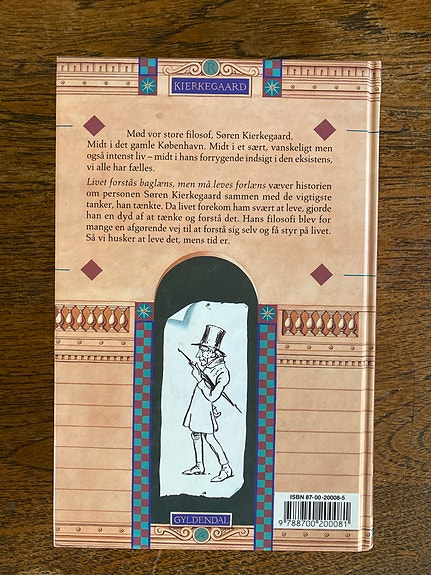 KIERKEGAARD
Mød vor store filosof, Søren Kierkegaard.
Midt i det gamle København. Midt i et sært, vanskeligt men
også intenst liv – midt i hans forrygende indsigt i den eksistens,
vi alle har fælles.
Livet forstås baglæns, men må leves forlæns væver historien
om personen Søren Kierkegaard sammen med de vigtigste
tanker, han tænkte. Da livet forekom ham svært at leve, gjorde
han en dyd af at tænke og forstå det. Hans filosofi blev for
mange en afgørende vej til at forstå sig selv og få styr på livet.
Så vi husker at leve det, mens tid er.
ISBN 87-00-20008-5
9788700200081
GYLDENDAL